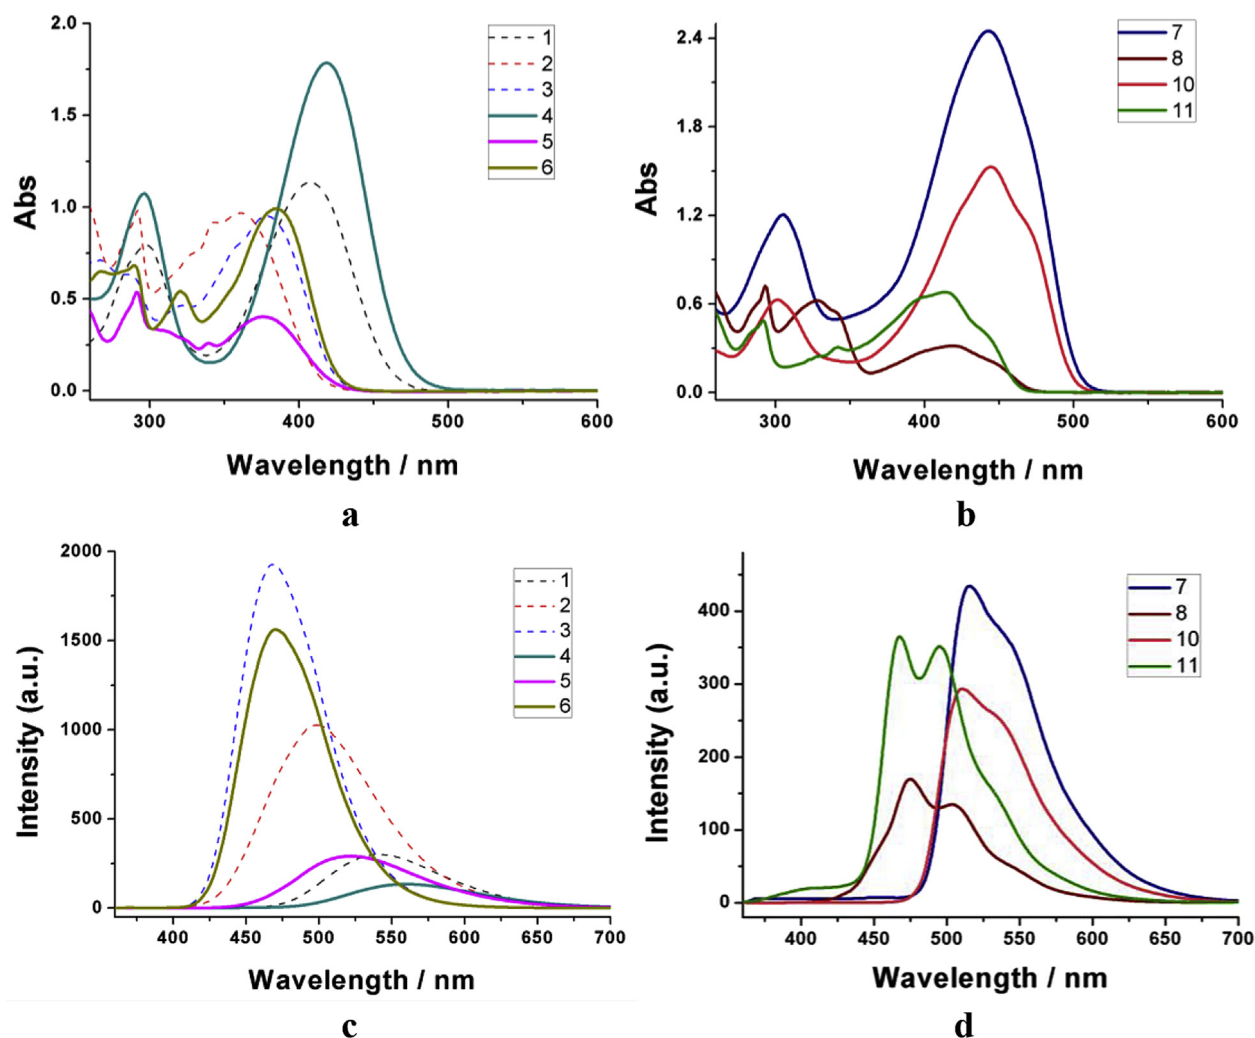 2.0
1.5
1.0
0.5
0.0
Abs
300 400 500 600
Wavelength / nm
1
2
3
4
5
6
a
2.4
1.8
1.2
0.6
0.0
Abs
300 400 500 600
Wavelength / nm
7
8
10
11
b
2000
1500
1000
500
0
Intensity (a.u.)
400 450 500 550 600 650 700
Wavelength / nm
1
2
3
4
5
6
c
400
300
200
100
0
Intensity (a.u.)
400 450 500 550 600 650 700
Wavelength / nm
7
8
10
11
d